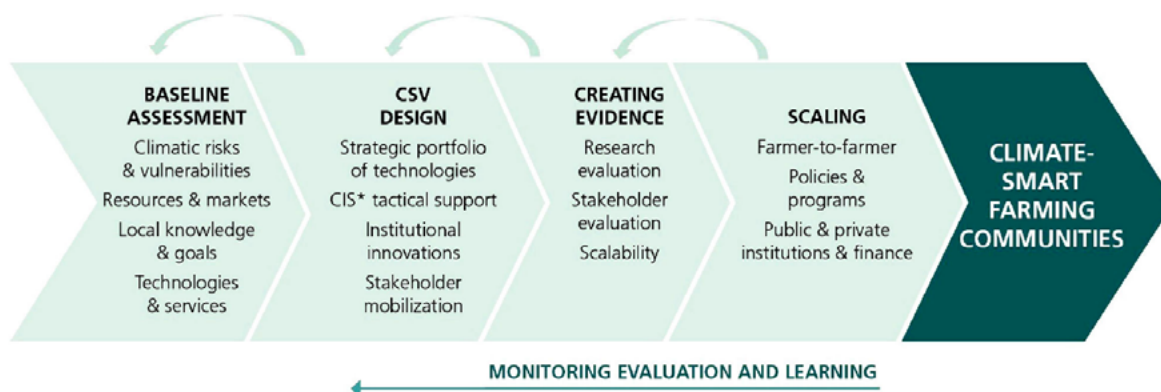 BASELINE
ASSESSMENT
Climatic risks
& vulnerabilities
Resources & markets
Local knowledge
& goals
Technologies
& services
CSV
DESIGN
Strategic portfolio
of technologies
CIS* tactical support
Institutional
innovations
Stakeholder
mobilization
CREATING
EVIDENCE
Research
evaluation
Stakeholder
evaluation
Scalability
SCALING
Farmer-to-farmer
Policies &
programs
Public & private
institutions & finance
CLIMATE-
SMART
FARMING
COMMUNITIES
MONITORING EVALUATION AND LEARNING